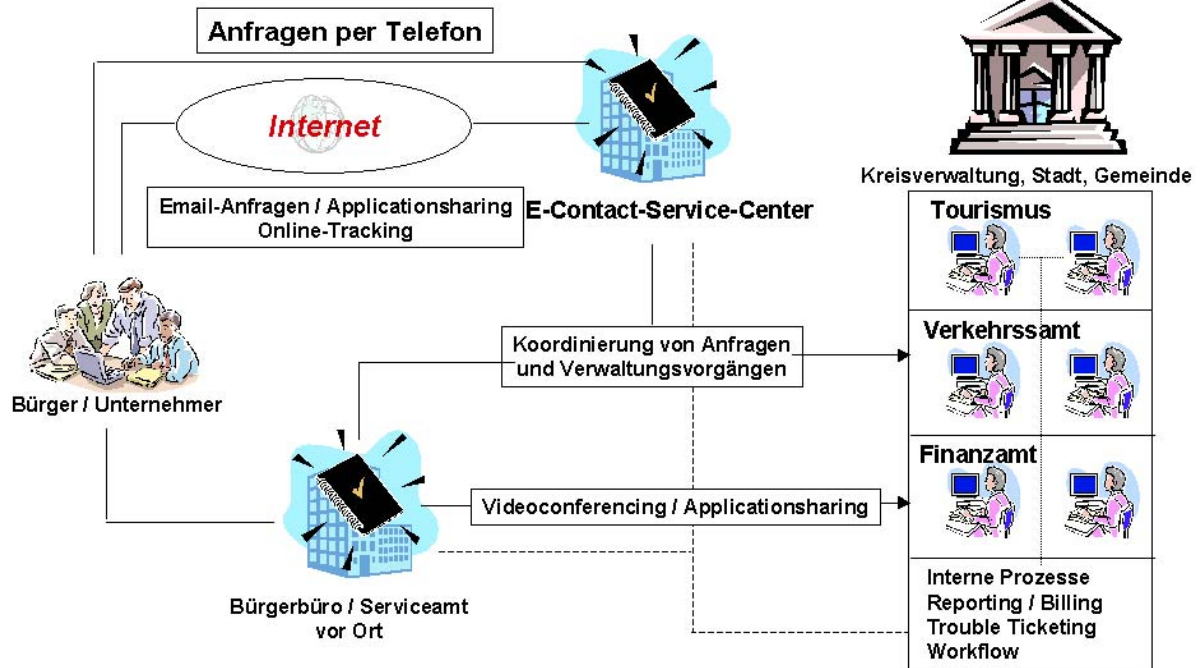 Anfragen per Telefon
Internet
Email-Anfragen / Applicationsharing
Online-Tracking
E-Contact-Service-Center
Kreisverwaltung, Stadt, Gemeinde
Tourismus
Bürger / Unternehmer
Koordinierung von Anfragen
und Verwaltungsvorgängen
Verkehrssamt
Finanzamt
Videoconferencing / Applicationsharing
Bürgerbüro / Serviceamt
vor Ort
Interne Prozesse
Reporting / Billing
Trouble Ticketing
Workflow